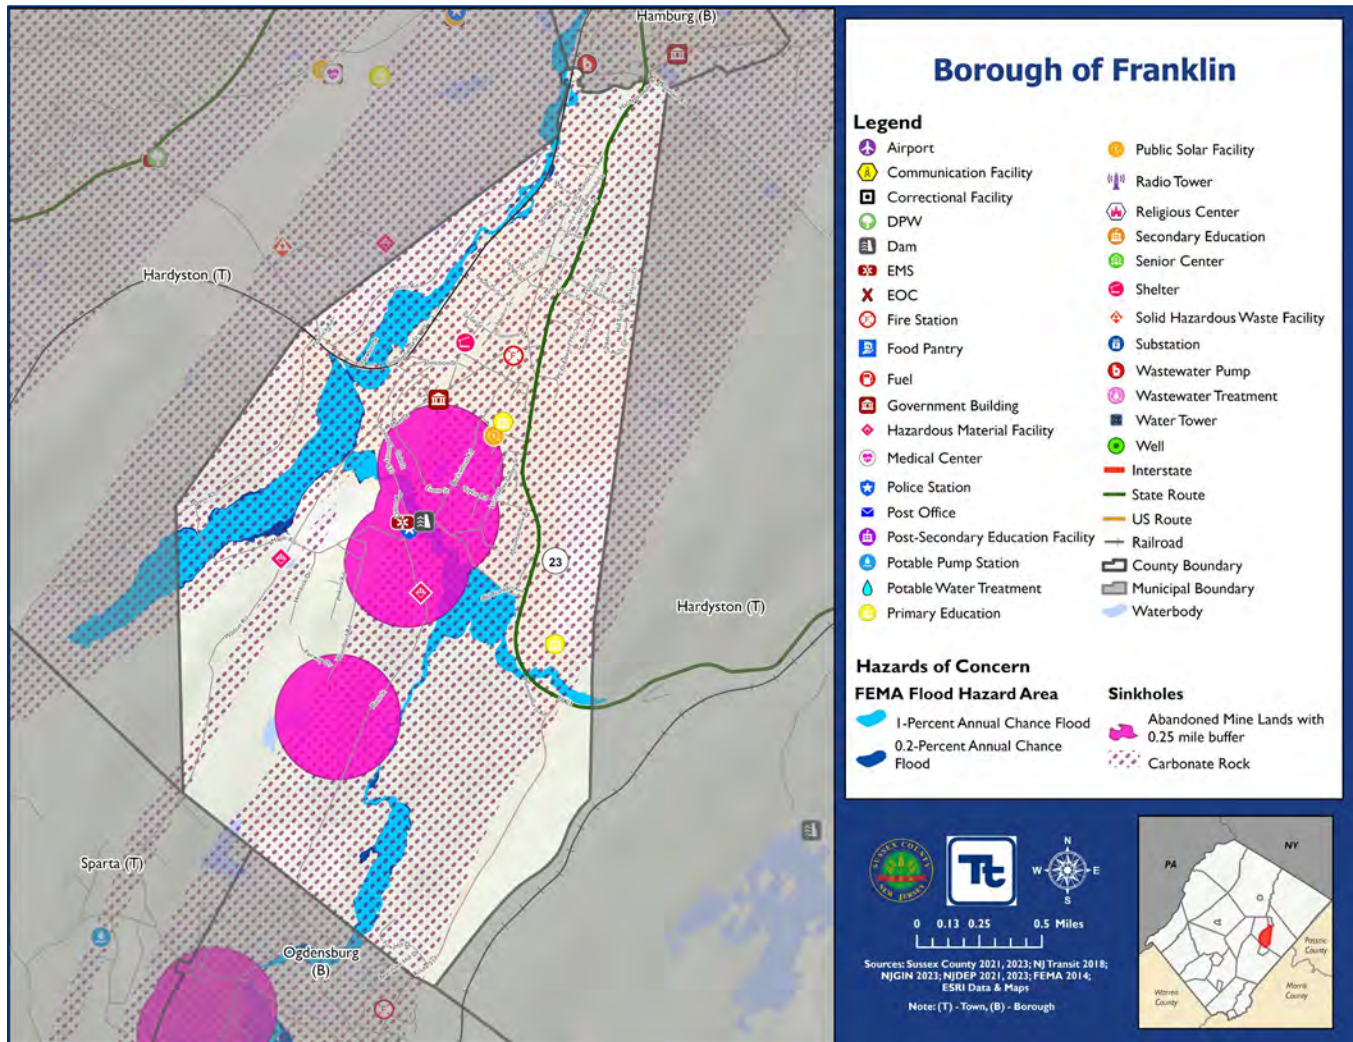 Hamburg (B)
Hardyston (T)
23
Hardyston (T)
Sparta (T)
Ogdensburg
(B)
Borough of Franklin
Legend
Airport
Communication Facility
Correctional Facility
DPW
Dam
EMS
EOC
Fire Station
Food Pantry
Fuel
Government Building
Hazardous Material Facility
Medical Center
Police Station
Post Office
Post-Secondary Education Facility
Potable Pump Station
Potable Water Treatment
Primary Education
Public Solar Facility
Radio Tower
Religious Center
Secondary Education
Senior Center
Shelter
Solid Hazardous Waste Facility
Substation
Wastewater Pump
Wastewater Treatment
Water Tower
Well
Interstate
State Route
US Route
Railroad
County Boundary
Municipal Boundary
Waterbody
Hazards of Concern
FEMA Flood Hazard Area
1-Percent Annual Chance Flood
0.2-Percent Annual Chance
Flood
Sinkholes
Abandoned Mine Lands with
0.25 mile buffer
Carbonate Rock
SUSSEX COUNTY
NEW JERSEY
Tt
N
W E
S
0 0.13 0.25 0.5 Miles
Sources: Sussex County 2021, 2023; NJ Transit 2018;
NJGIN 2023; NJDEP 2021, 2023; FEMA 2014;
ESRI Data & Maps
Note: (T) - Town, (B) - Borough
PA
NY
Passaic
County
Morris
County
Warren
County